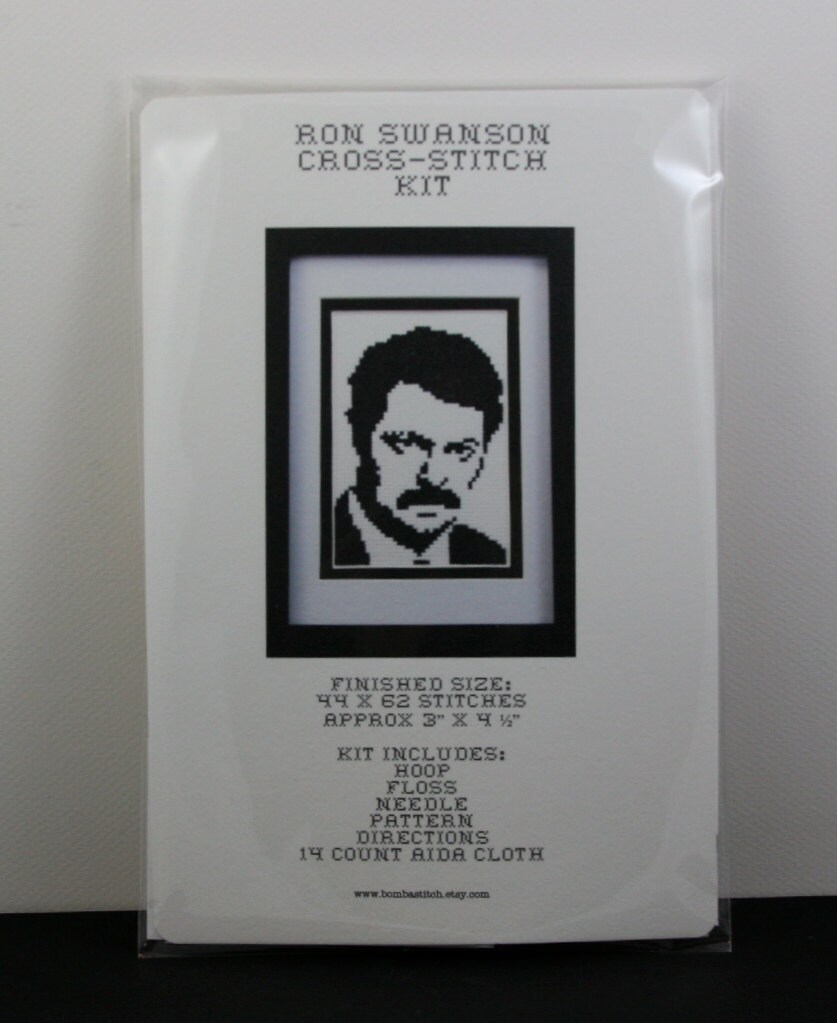 RON SWANSON
CROSS-STITCH
KIT
FINISHED SIZE:
44 X 62 STITCHES
APPROX 3" X 4 ½"
KIT INCLUDES:
HOOP
FLOSS
NEEDLE
PATTERN
DIRECTIONS
14 COUNT AIDA CLOTH
www.bombastitch.etsy.com